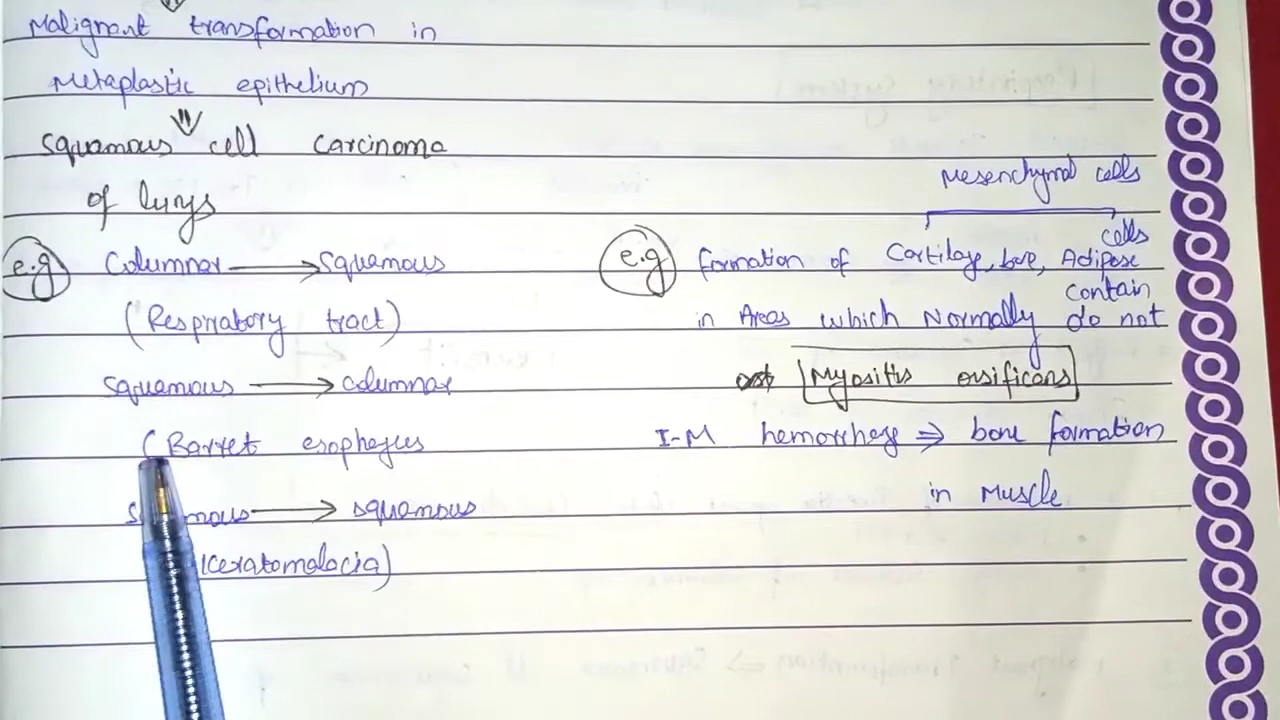 Malignant transformation in
Metaplastic epithelium
squamous cell carcinoma
of lungs
e.g columnar → squamous
(Respiratory tract)
squamous → columnar
(Barret esophegus
→ squamous
keratomalacia)
Mesenchymal cells
e.g formation of Cartilage, bone, Adipose cells
in Areas which Normally do not contain
Myositis ossificans
I-M hemorrhage ⇒ bone formation
in Muscle